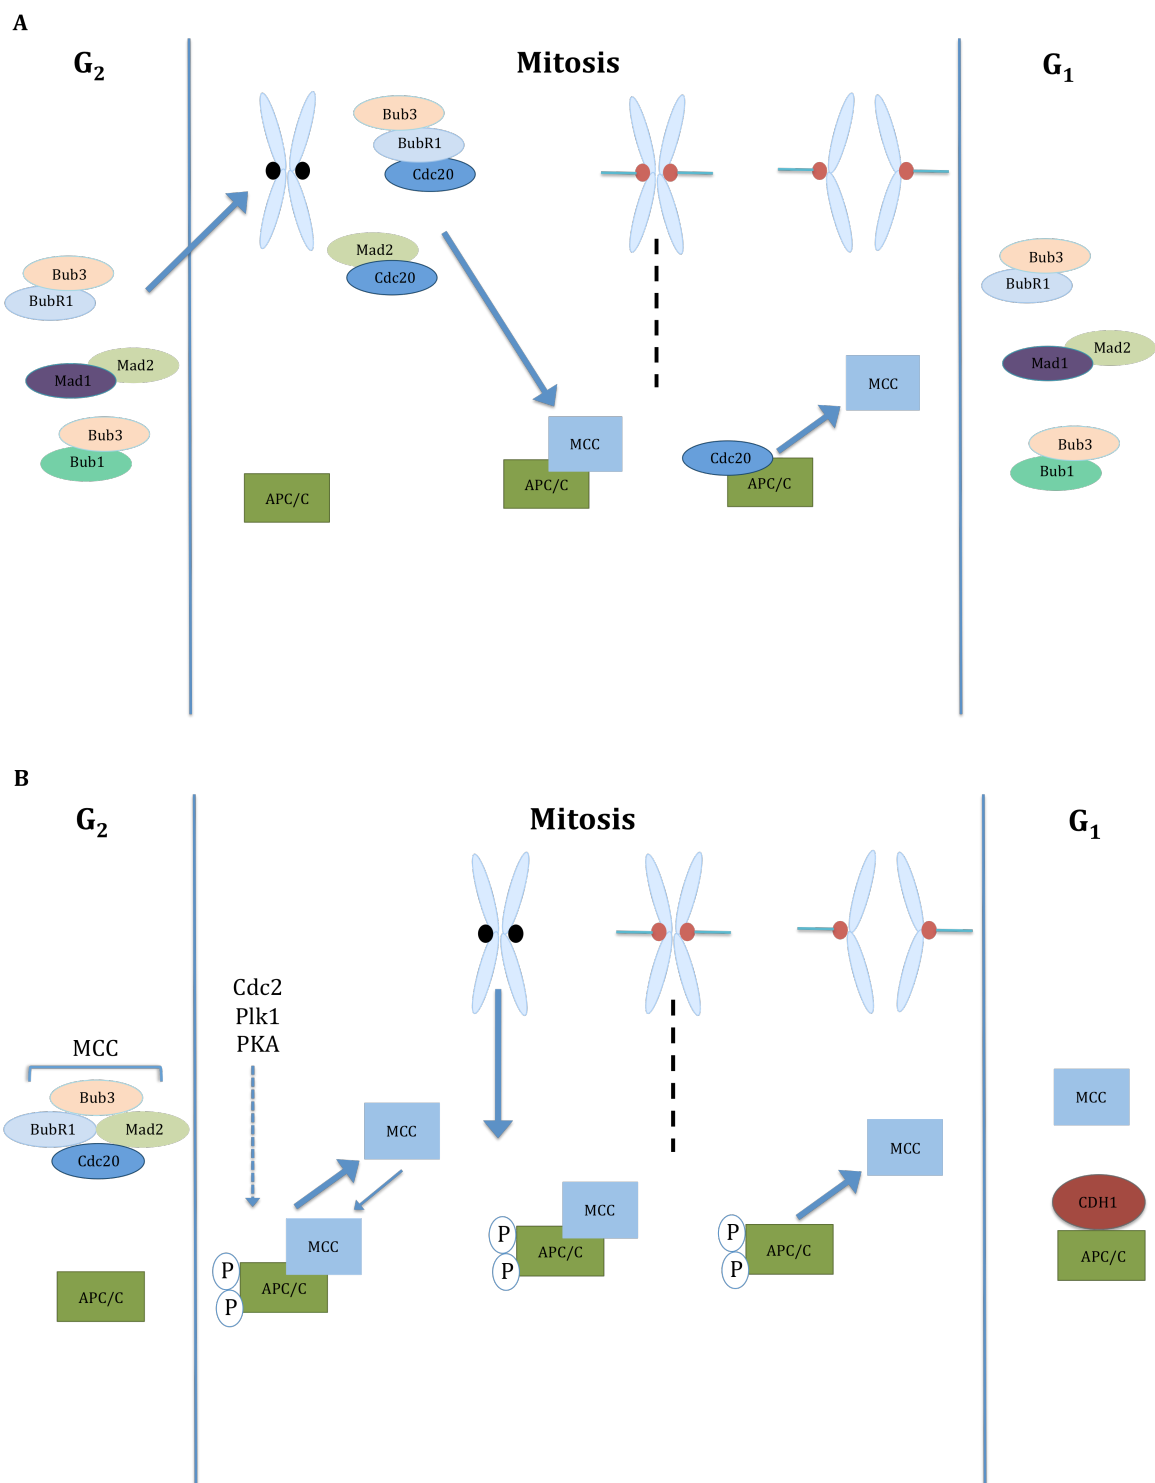 A
G2
Mitosis
G1
Bub3
BubR1
Cdc20
Mad2
Cdc20
Bub3
BubR1
Mad2
Mad1
Bub3
Bub1
APC/C
MCC
APC/C
MCC
Cdc20
APC/C
Bub3
BubR1
Mad2
Mad1
Bub3
Bub1
B
G2
Mitosis
G1
MCC
Bub3
BubR1
Mad2
Cdc20
APC/C
Cdc2
Plk1
PKA
MCC
MCC
P
APC/C
P
MCC
P
APC/C
P
MCC
P
APC/C
P
MCC
CDH1
APC/C